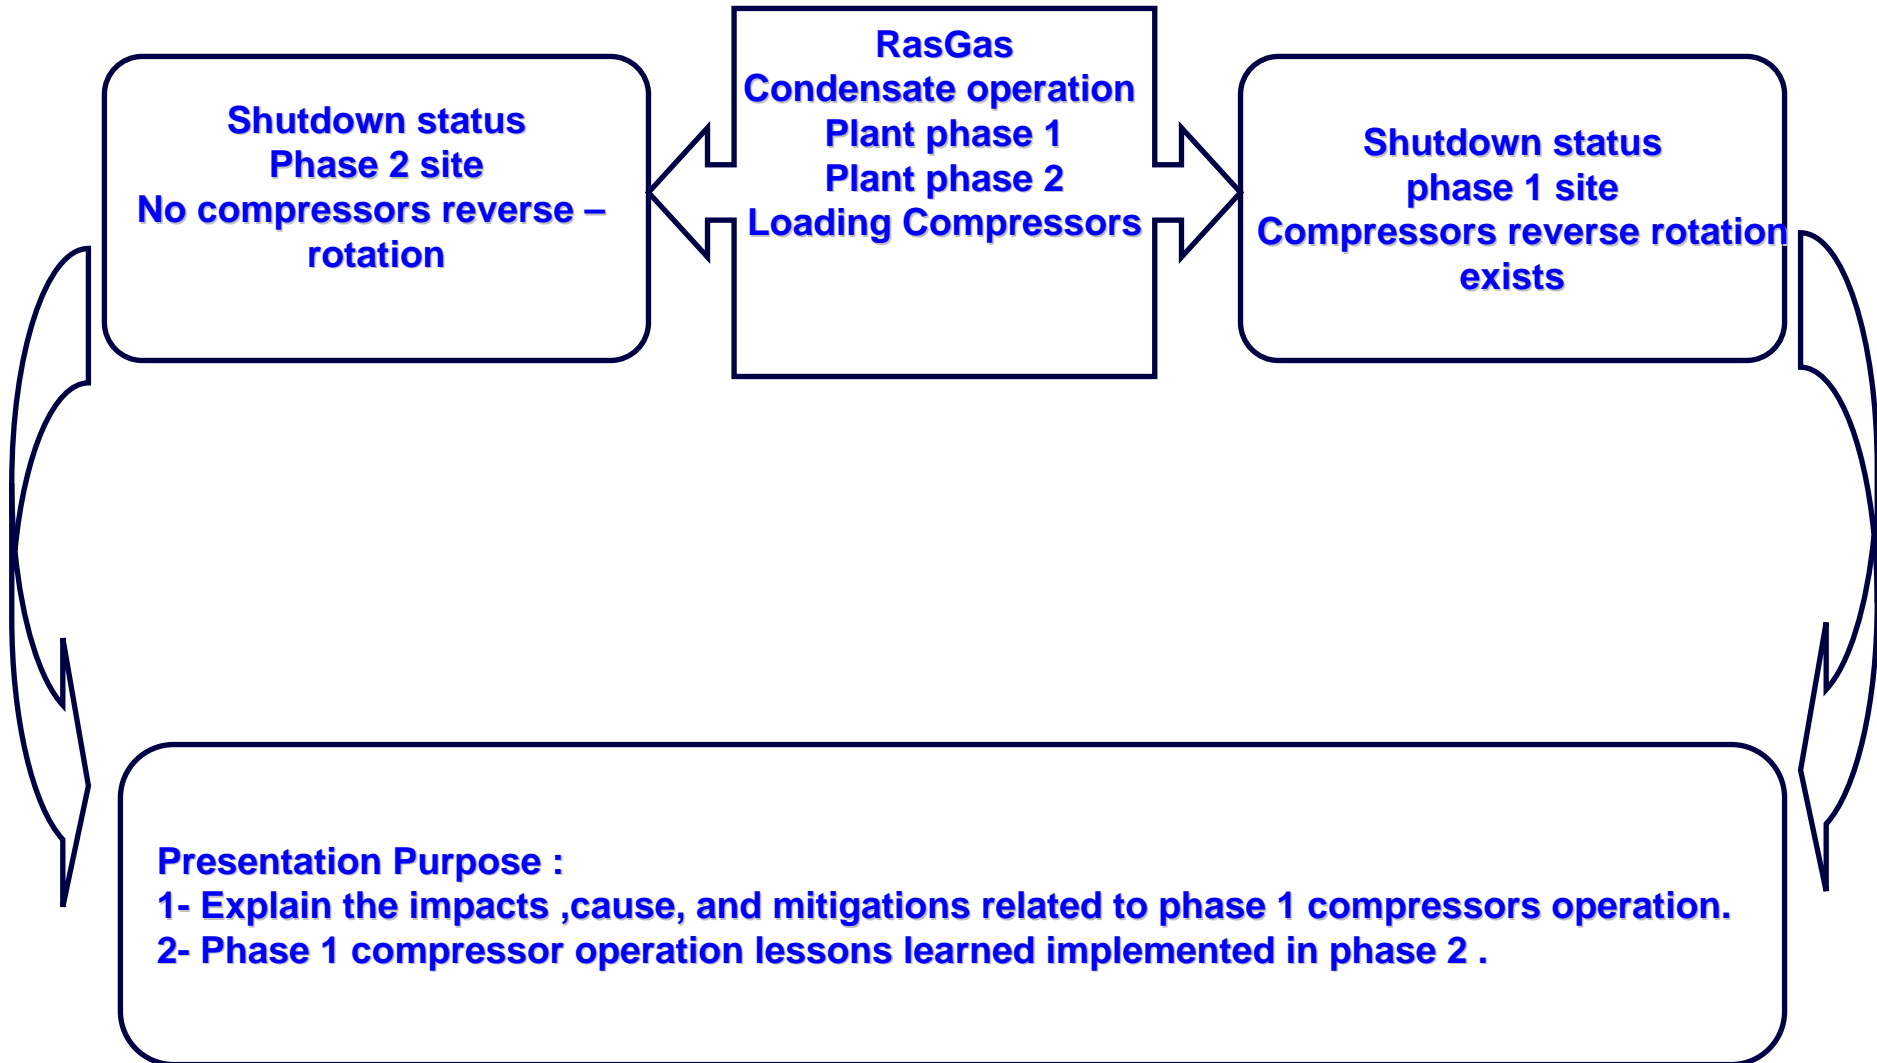 Shutdown status
Phase 2 site
No compressors reverse –
rotation
RasGas
Condensate operation
Plant phase 1
Plant phase 2
Loading Compressors
Shutdown status
phase 1 site
Compressors reverse rotation
exists
Presentation Purpose :
1- Explain the impacts ,cause, and mitigations related to phase 1 compressors operation.
2- Phase 1 compressor operation lessons learned implemented in phase 2 .